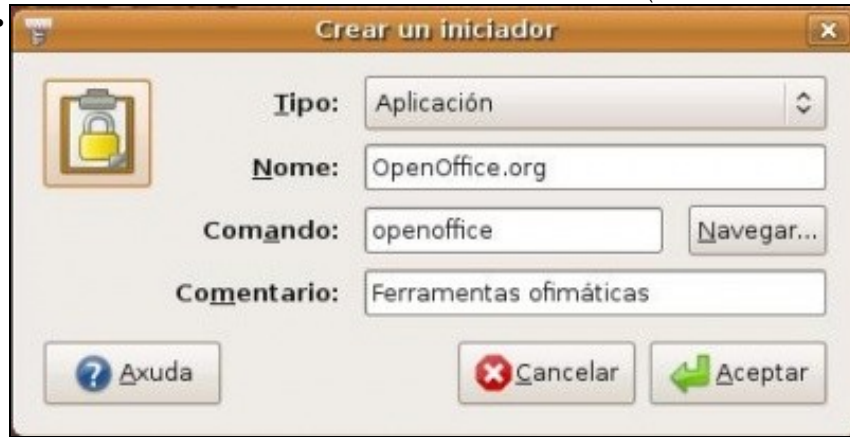 Crear un iniciador
Tipo: Aplicación
Nome: OpenOffice.org
Comando: openoffice Navegar...
Comentario: Ferramentas ofimáticas
Axuda Cancelar Aceptar